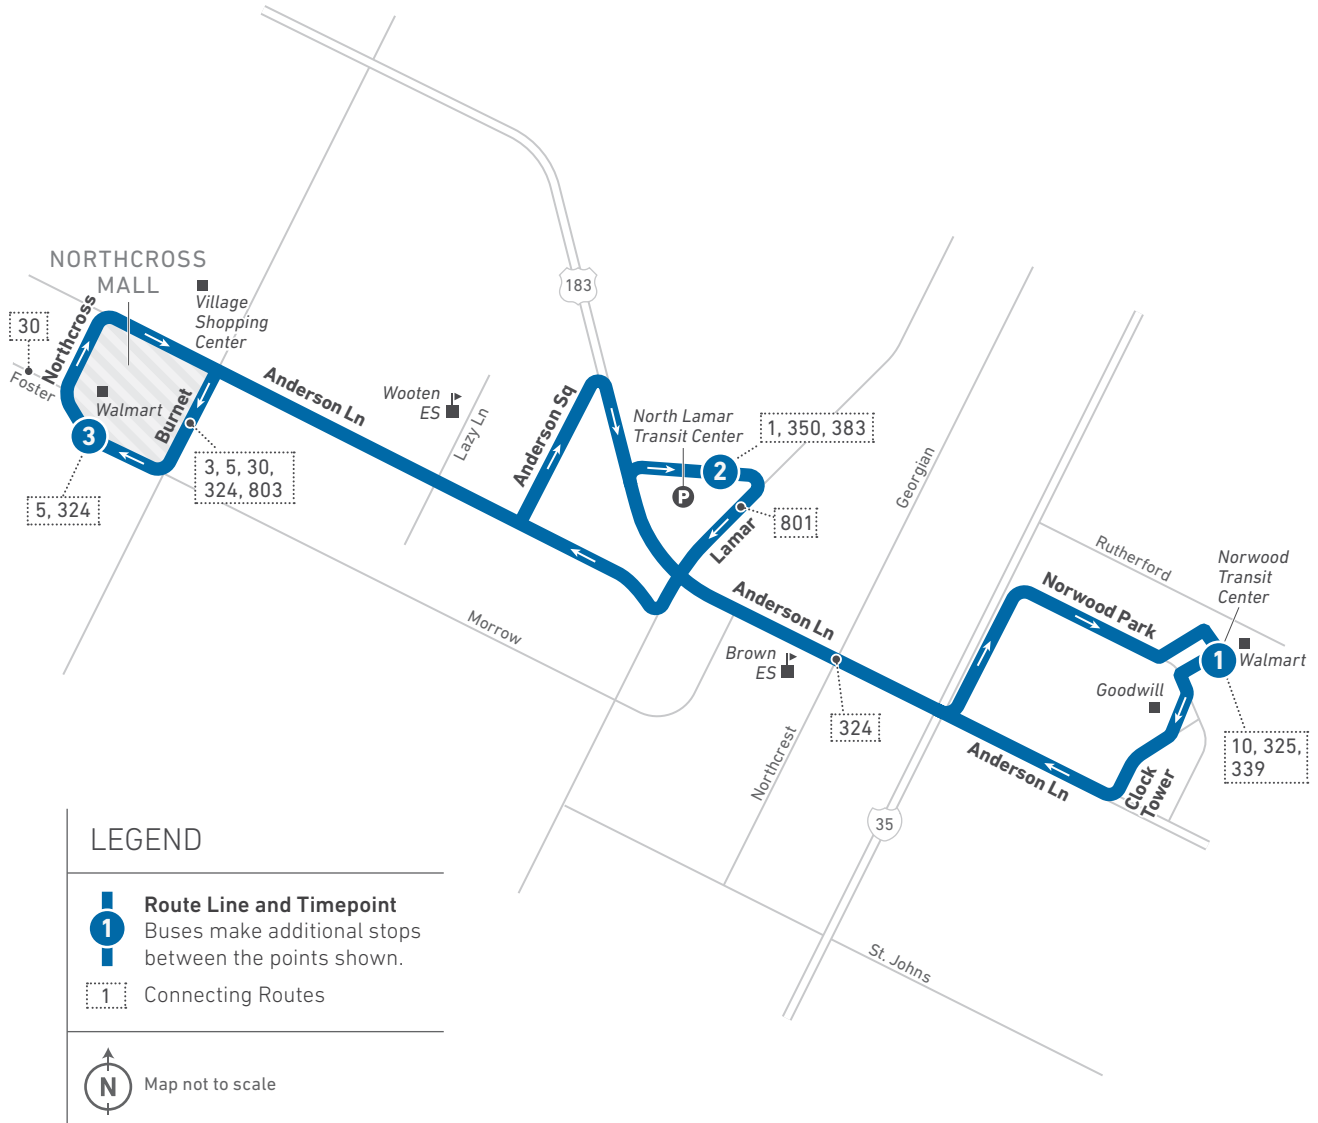 183
NORTHCROSS
MALL
Village
Shopping
Center
30
Northcross
Foster
Walmart
Burnet
3
3, 5, 30,
324, 803
5, 324
Anderson Ln
Wooten
ES
Lazy Ln
Anderson Sq
North Lamar
Transit Center
1, 350, 383
2
P
801
Lamar
Georgian
Morrow
Anderson Ln
Brown
ES
324
Northcrest
Rutherford
Norwood
Transit
Center
Norwood Park
1
Walmart
Goodwill
10, 325,
339
Anderson Ln
Clock
Tower
35
St. Johns
LEGEND
1
Route Line and Timepoint
Buses make additional stops
between the points shown.
1
Connecting Routes
N
Map not to scale